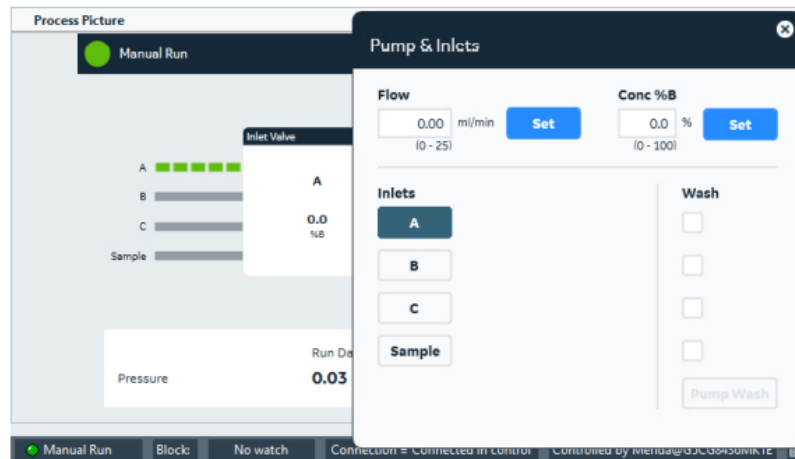 Process Picture
Manual Run
Inlet Valve
A
B
C
Sample
A
0.0
%B
Run Da
Pressure
0.03
Pump & Inlets
Flow
Conc %B
0.00 ml/min Set
0.0 % Set
(0 - 25)
(0 - 100)
Inlets
Wash
A
B
C
Sample
Pump Wash
Manual Run Block: No watch Connection = Connected in control Controlled by